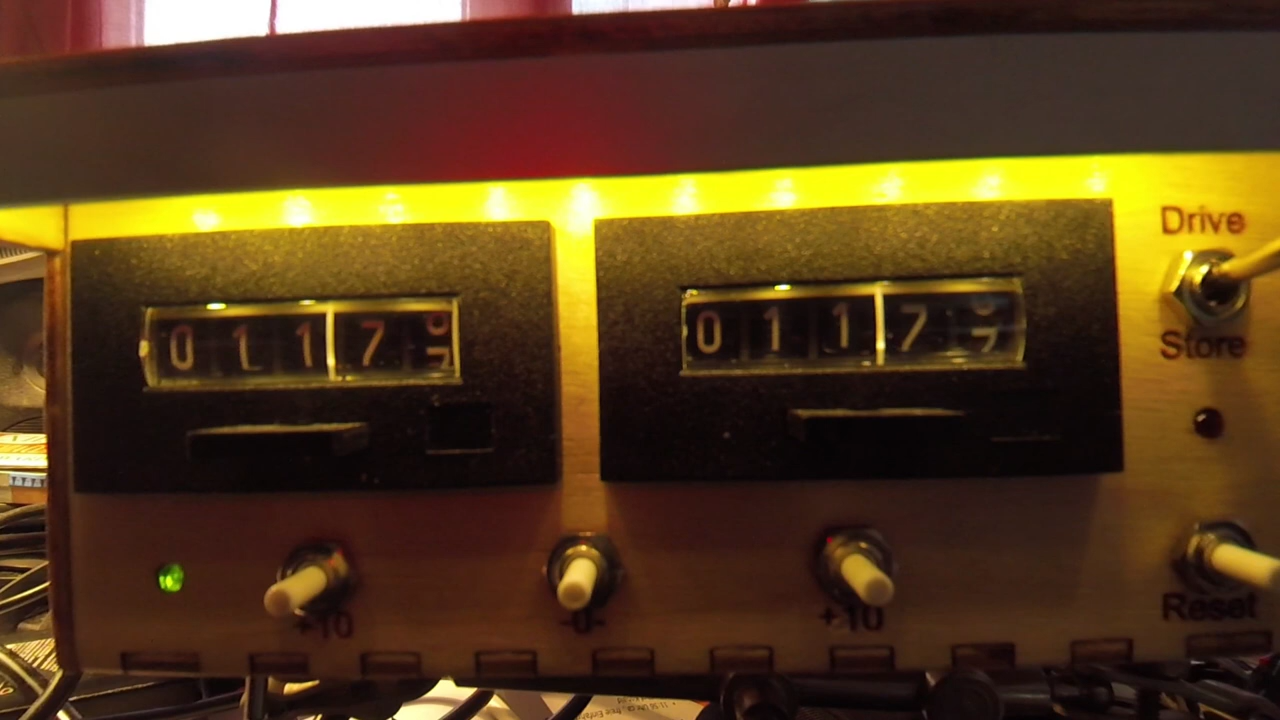 Drive
0 1 1 7
0 1 1 7
Store
+10
-0-
+10
Reset